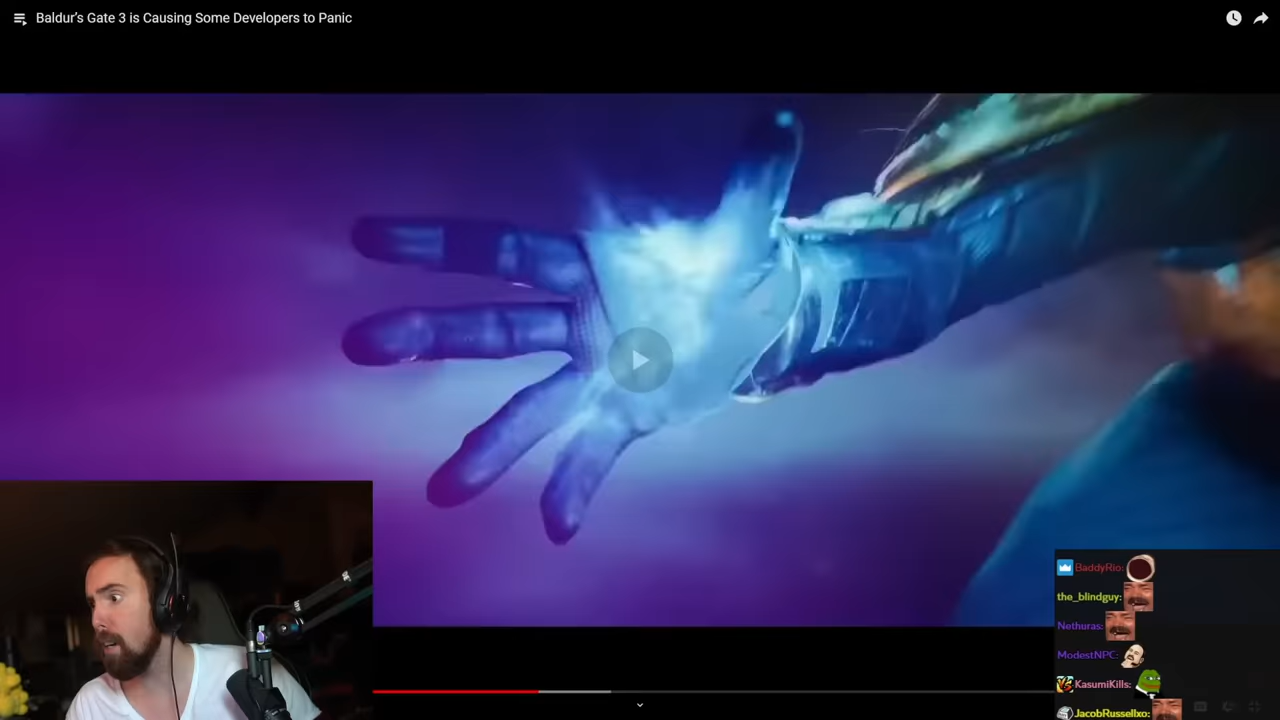 Baldur's Gate 3 is Causing Some Developers to Panic
BaddyRio:
the_blindguy:
Nethuras:
ModestNPC:
KasumiKills:
JacobRussellxo: